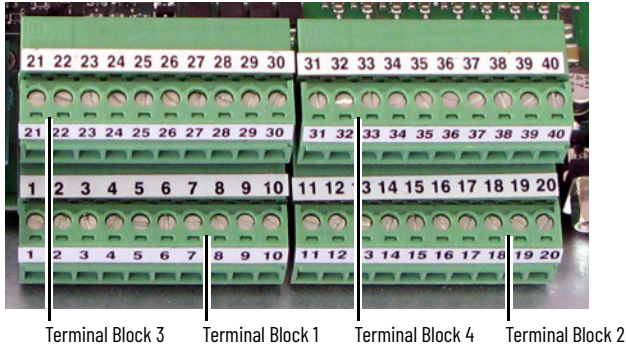 21 22 23 24 25 26 27 28 29 30 31 32 33 34 35 36 37 38 39 40
21 22 23 24 25 26 27 28 29 30 31 32 33 34 35 36 37 38 39 40
1 2 3 4 5 6 7 8 9 10 11 12 13 14 15 16 17 18 19 20
1 2 3 4 5 6 7 8 9 10 11 12 3 14 15 16 17 18 19 20
Terminal Block 3 Terminal Block 1 Terminal Block 4 Terminal Block 2